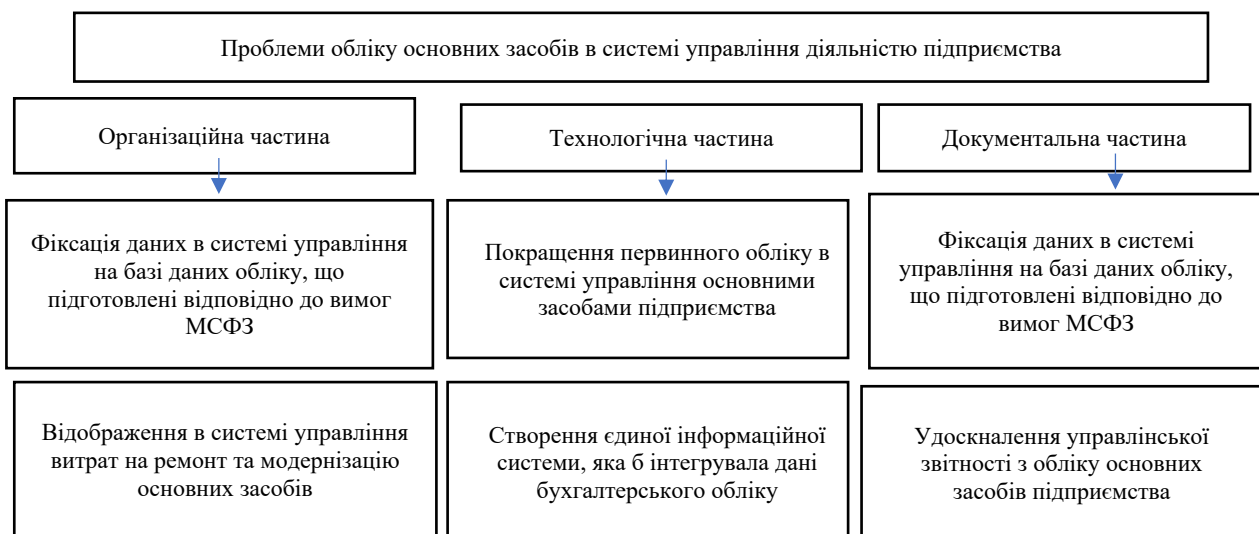 Проблеми обліку основних засобів в системі управління діяльністю підприємства
Організаційна частина
Технологічна частина
Документальна частина
Фіксація даних в системі управління
на базі даних обліку, що
підготовлені відповідно до вимог
МСФЗ
Покращення первинного обліку в
системі управління основними
засобами підприємства
Фіксація даних в системі
управління на базі даних обліку,
що підготовлені відповідно до
вимог МСФЗ
Відображення в системі управління
витрат на ремонт та модернізацію
основних засобів
Створення єдиної інформаційної
системи, яка б інтегрувала дані
бухгалтерського обліку
Удоскналення управлінської
звітності з обліку основних
засобів підприємства